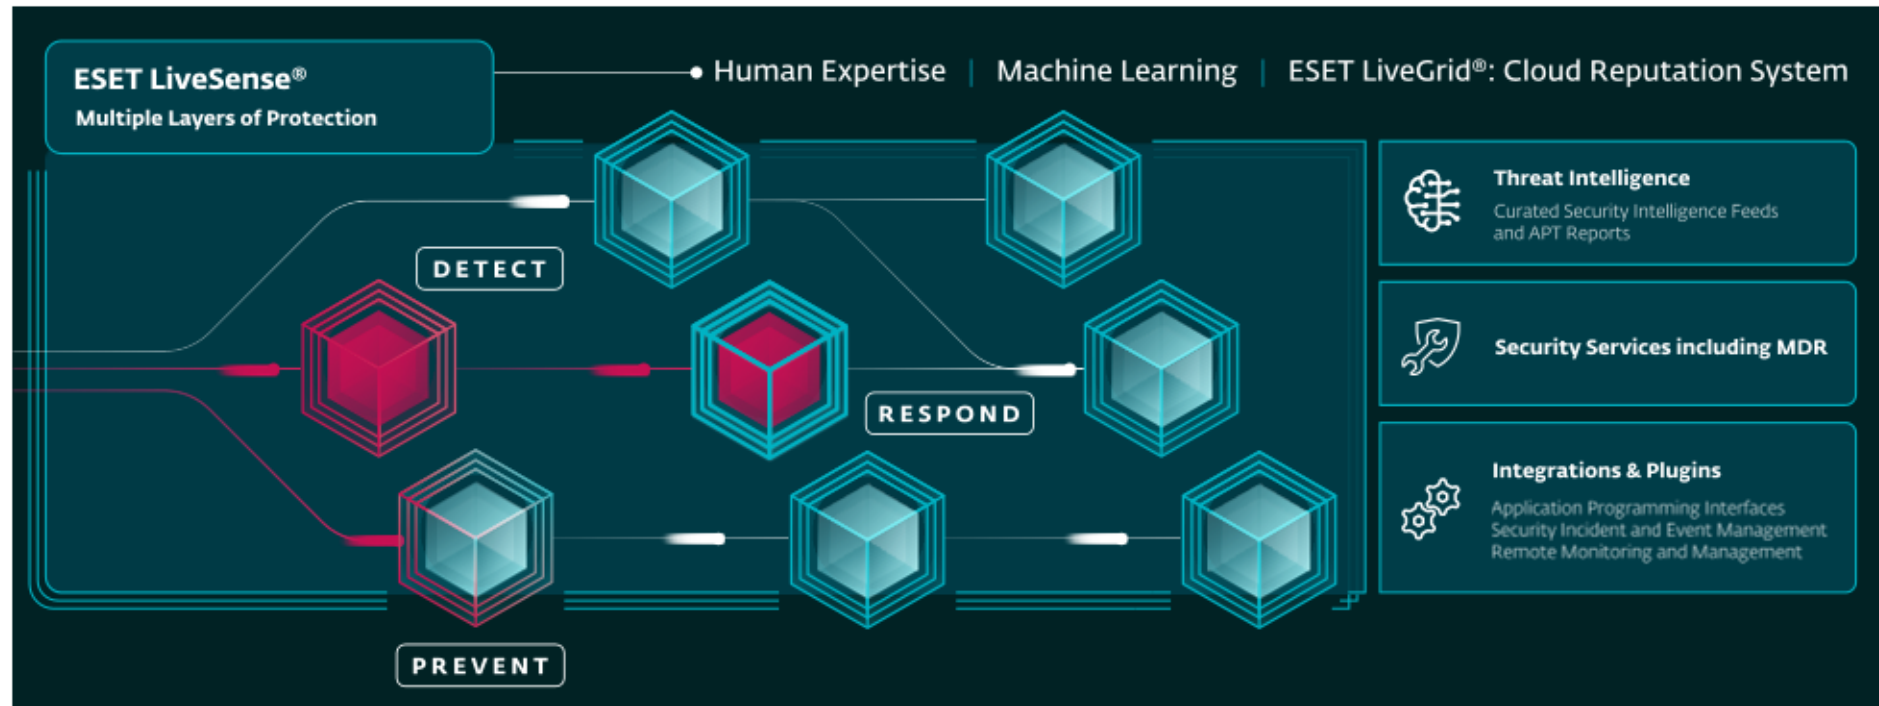 ESET LiveSense®
Multiple Layers of Protection
Human Expertise | Machine Learning | ESET LiveGrid®: Cloud Reputation System
DETECT
RESPOND
PREVENT
Threat Intelligence
Curated Security Intelligence Feeds
and APT Reports
Security Services including MDR
Integrations & Plugins
Application Programming Interfaces
Security Incident and Event Management
Remote Monitoring and Management